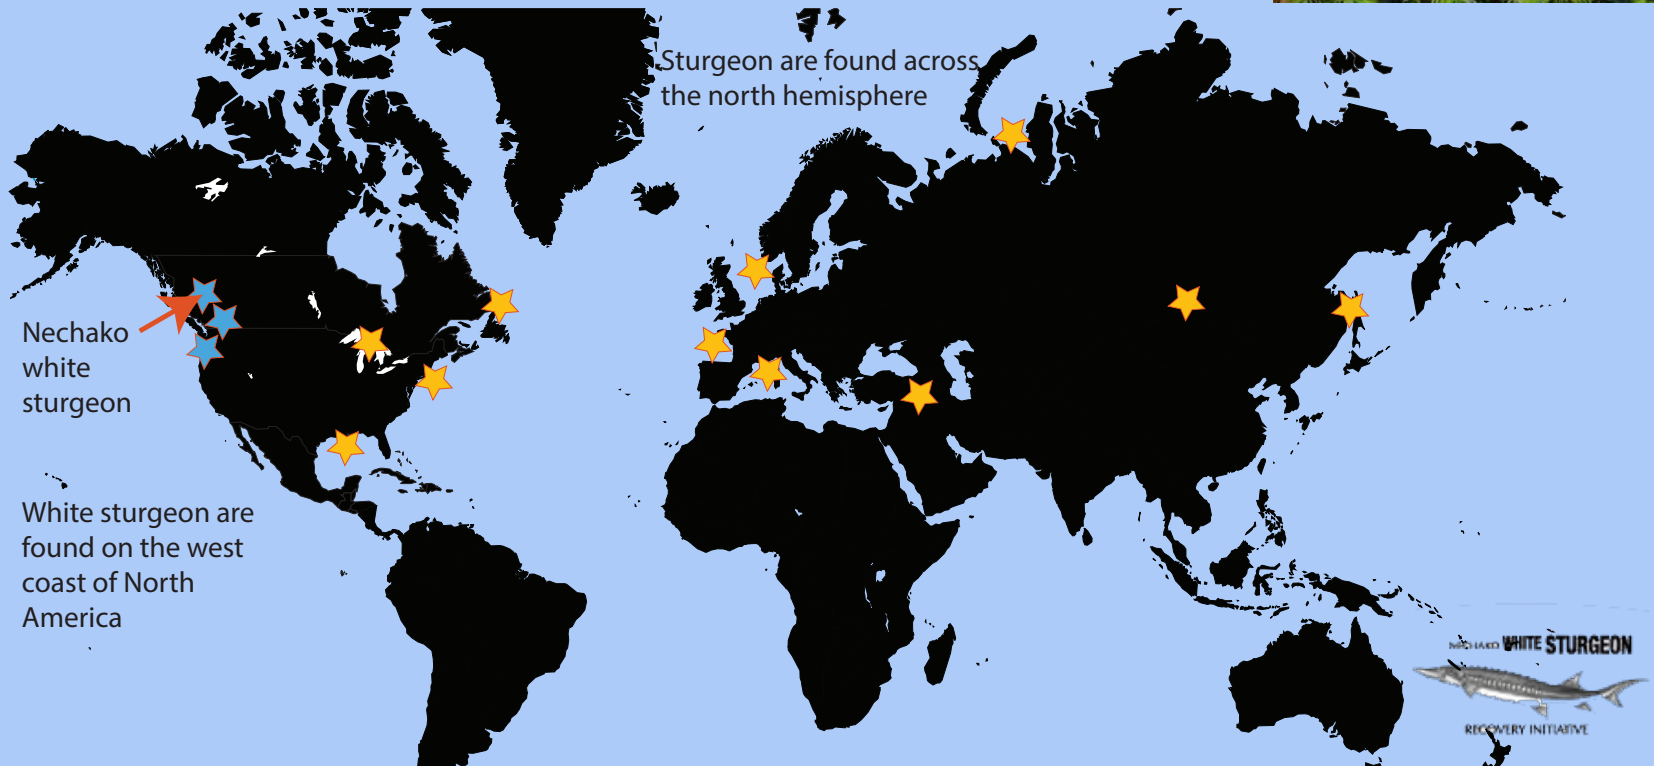 Sturgeon are found across
the north hemisphere
Nechako
white
sturgeon
White sturgeon are
found on the west
coast of North
America
NECHAKO WHITE STURGEON
RECOVERY INITIATIVE